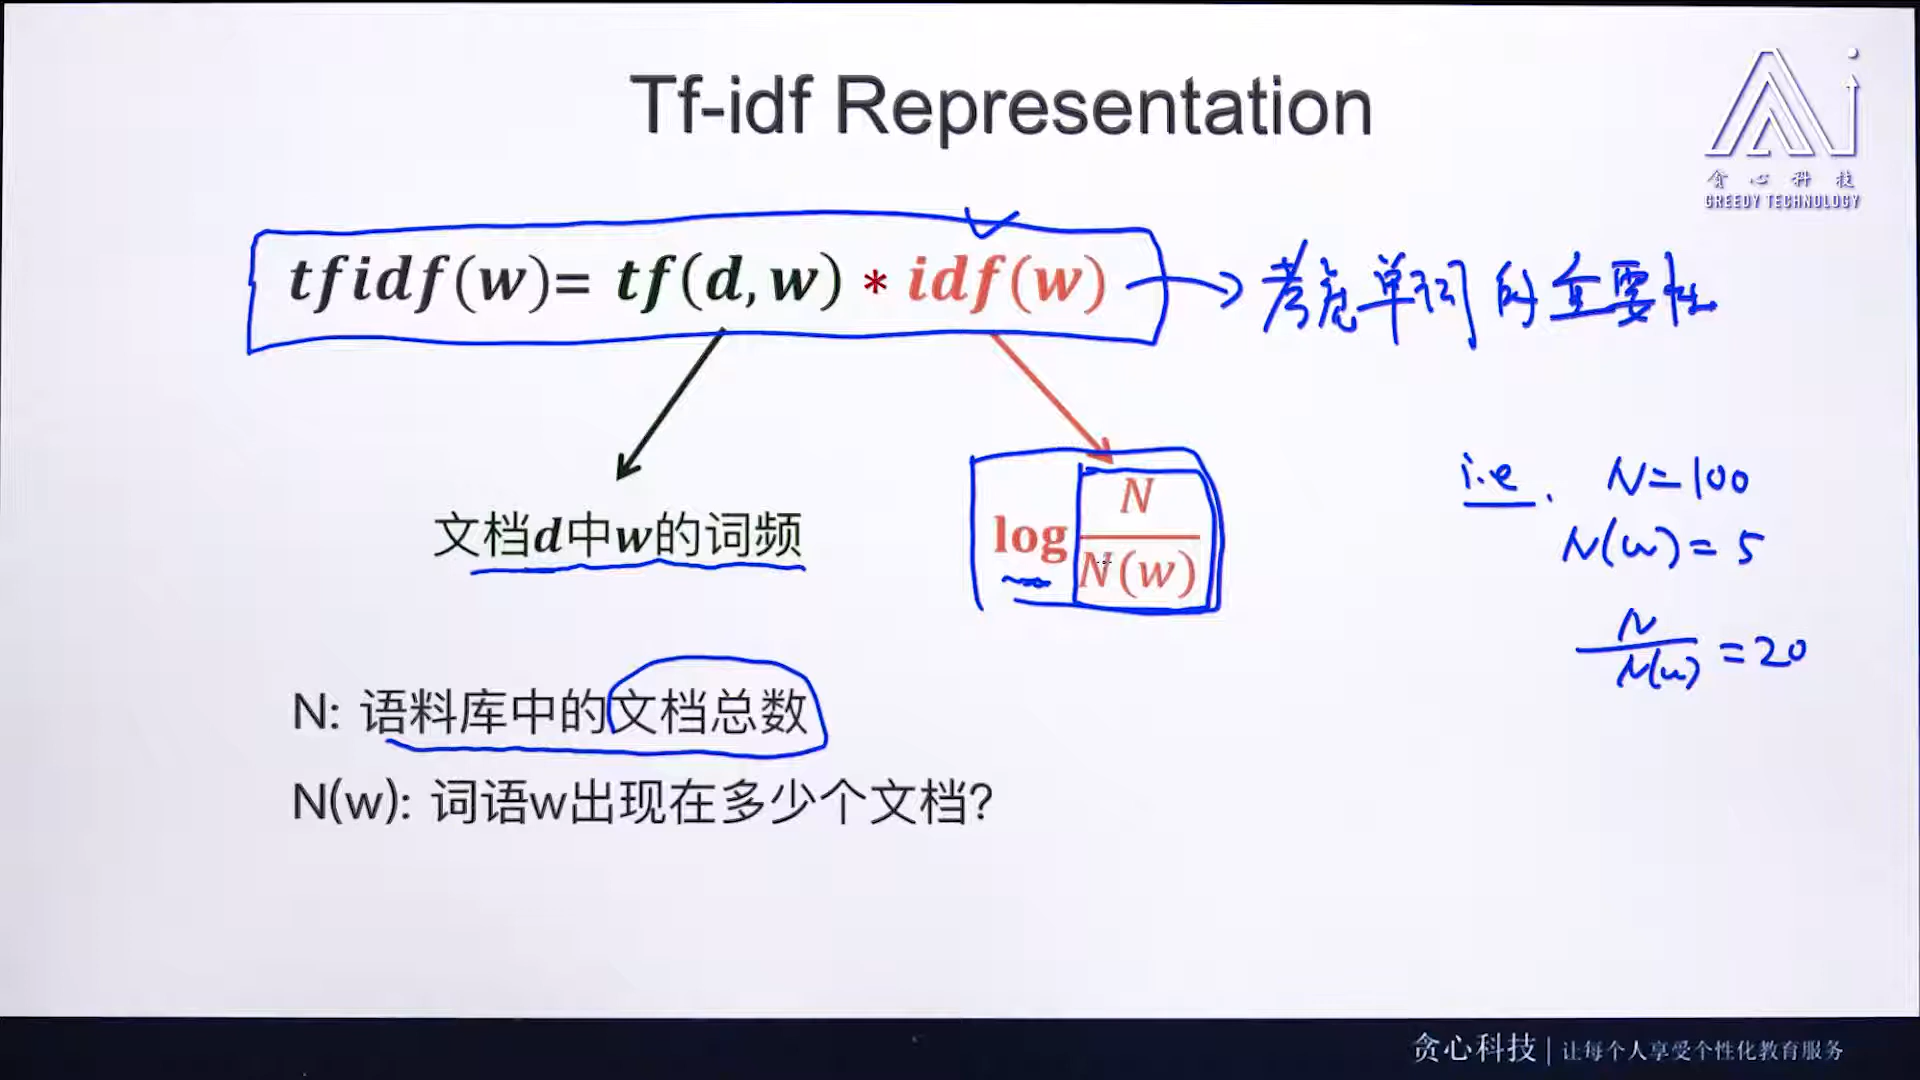 Tf-idf Representation
贪心科技
GREEDY TECHNOLOGY
tfidf(w)= tf(d,w) * idf(w)
考虑单词的重要性
文档d中w的词频
log N/N(w)
i.e. N=100
N(w)=5
N/N(w)=20
N: 语料库中的文档总数
N(w): 词语w出现在多少个文档?
贪心科技 | 让每个人享受个性化教育服务